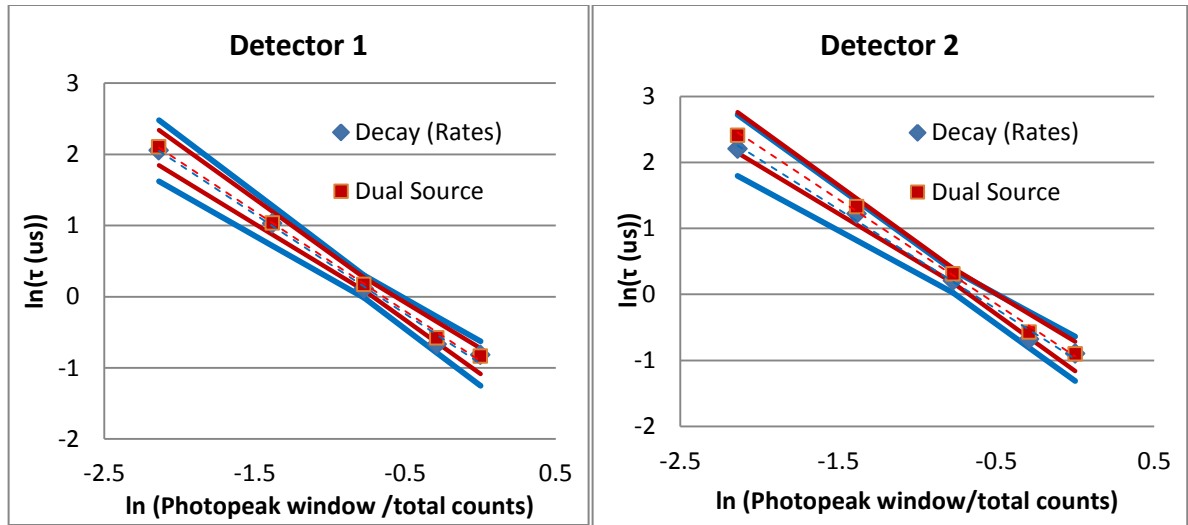 Detector 1
3
2
1
0
-1
-2
-2.5
-1.5
-0.5
0.5
ln(τ (us))
ln (Photopeak window /total counts)
Decay (Rates)
Dual Source
Detector 2
3
2
1
0
-1
-2
-2.5
-1.5
-0.5
0.5
ln(τ (us))
ln (Photopeak window/total counts)
Decay (Rates)
Dual Source